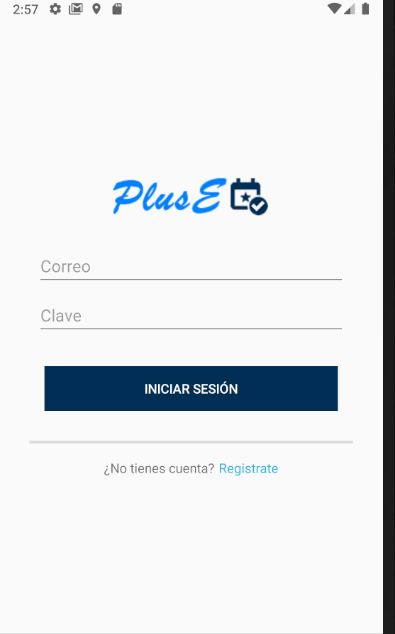 2:57
PlusE
Correo
Clave
INICIAR SESIÓN
¿No tienes cuenta? Registrate